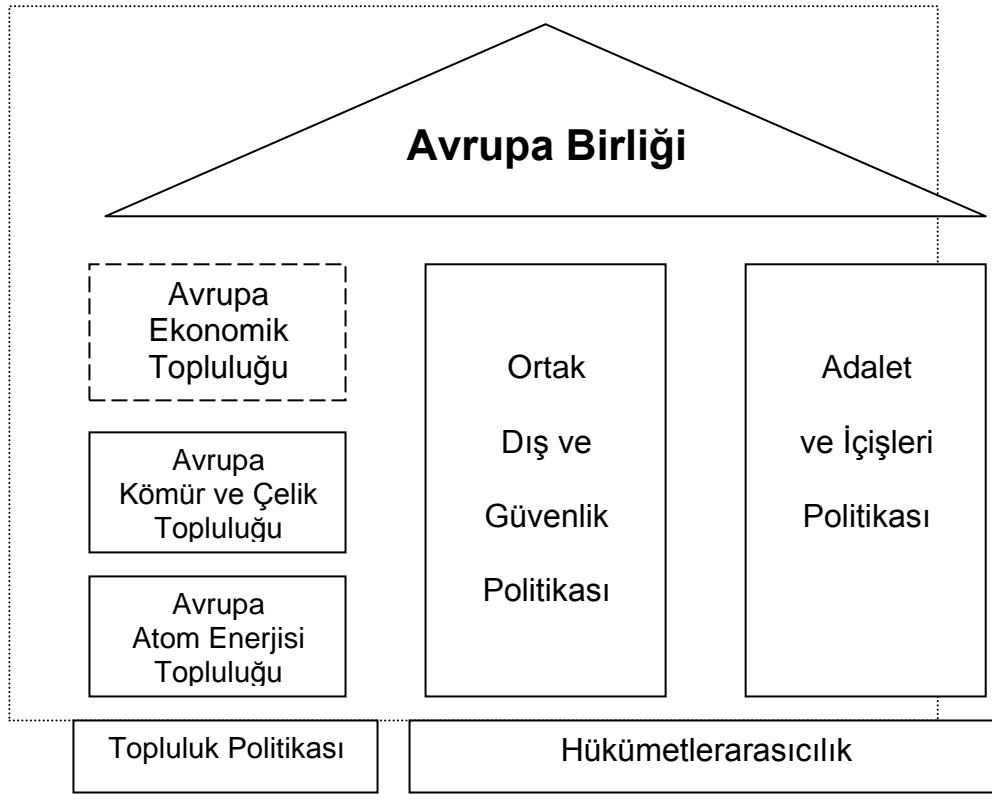 Avrupa Birliği
Avrupa
Ekonomik
Topluluğu
Avrupa
Kömür ve Çelik
Topluluğu
Avrupa
Atom Enerjisi
Topluluğu
Ortak
Dış ve
Güvenlik
Politikası
Adalet
ve İçişleri
Politikası
Topluluk Politikası
Hükümetlerarasıcılık